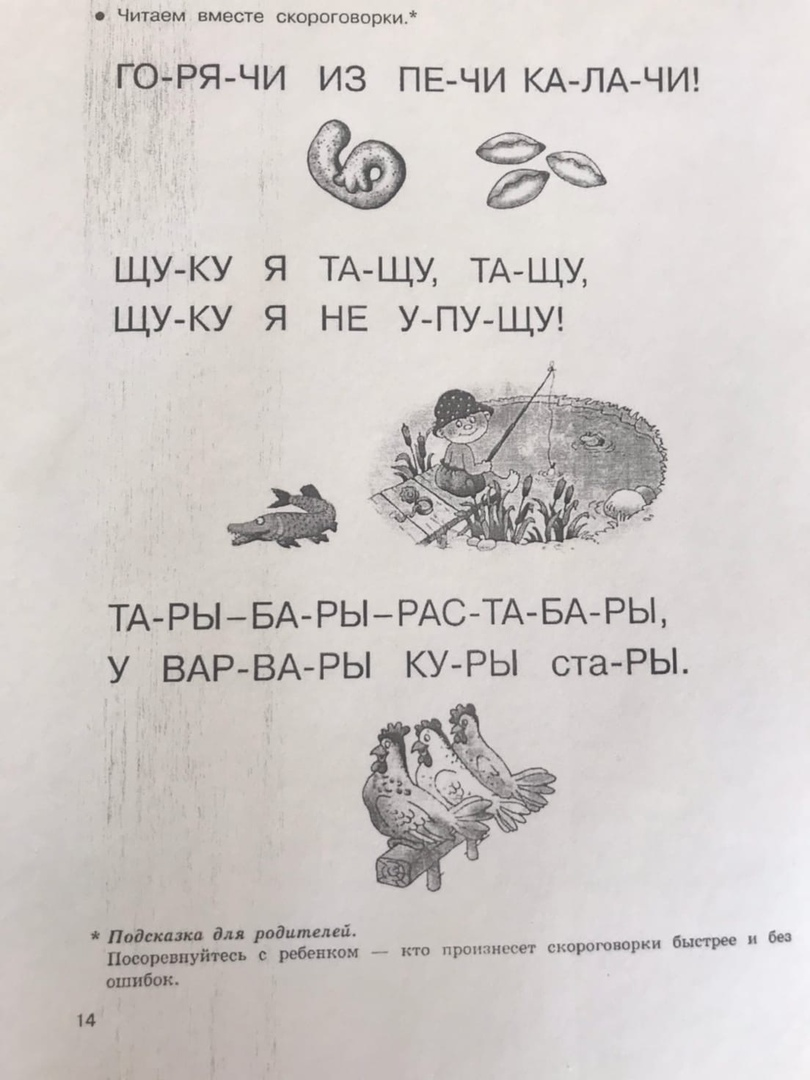 • Читаем вместе скороговорки.*
ГО-РЯ-ЧИ ИЗ ПЕ-ЧИ КА-ЛА-ЧИ!
ЩУ-КУ Я ТА-ЩУ, ТА-ЩУ,
ЩУ-КУ Я НЕ У-ПУ-ЩУ!
ТА-РЫ–БА-РЫ–РАС-ТА-БА-РЫ,
У ВАР-ВА-РЫ КУ-РЫ ста-РЫ.
* Подсказка для родителей.
Посоревнуйтесь с ребенком — кто произнесет скороговорки быстрее и без
ошибок.
14